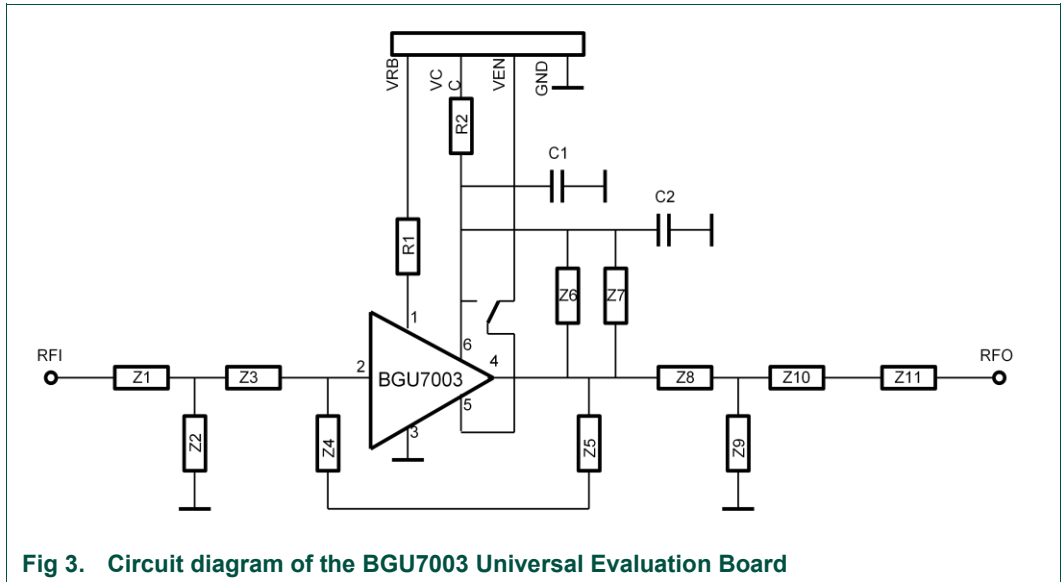 VRB
VC
C
VEN
GND
R2
C1
C2
R1
Z6
Z7
1
RFI
6
RFO
2
4
Z1
Z3
BGU7003
Z8
Z10
Z11
5
Z2
Z4
3
Z5
Z9
Fig 3. Circuit diagram of the BGU7003 Universal Evaluation Board